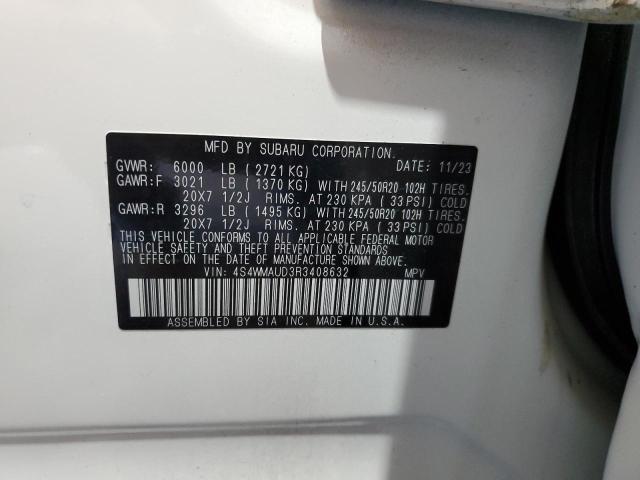 MFD BY SUBARU CORPORATION. DATE: 11/23
GVWR: 6000 LB ( 2721 KG)
GAWR:F 3021 LB ( 1370 KG) WITH 245/50R20 102H TIRES.
20X7 1/2J RIMS. AT 230 KPA ( 33 PSI) COLD
GAWR:R 3296 LB ( 1495 KG) WITH 245/50R20 102H TIRES.
20X7 1/2J RIMS. AT 230 KPA ( 33 PSI) COLD
THIS VEHICLE CONFORMS TO ALL APPLICABLE FEDERAL MOTOR
VEHICLE SAFETY AND THEFT PREVENTION STANDARDS
IN EFFECT ON THE DATE OF MANUFACTURE SHOWN ABOVE.
VIN: 4S4WMAUD3R3408632 MPV
ASSEMBLED BY SIA INC. MADE IN U.S.A.